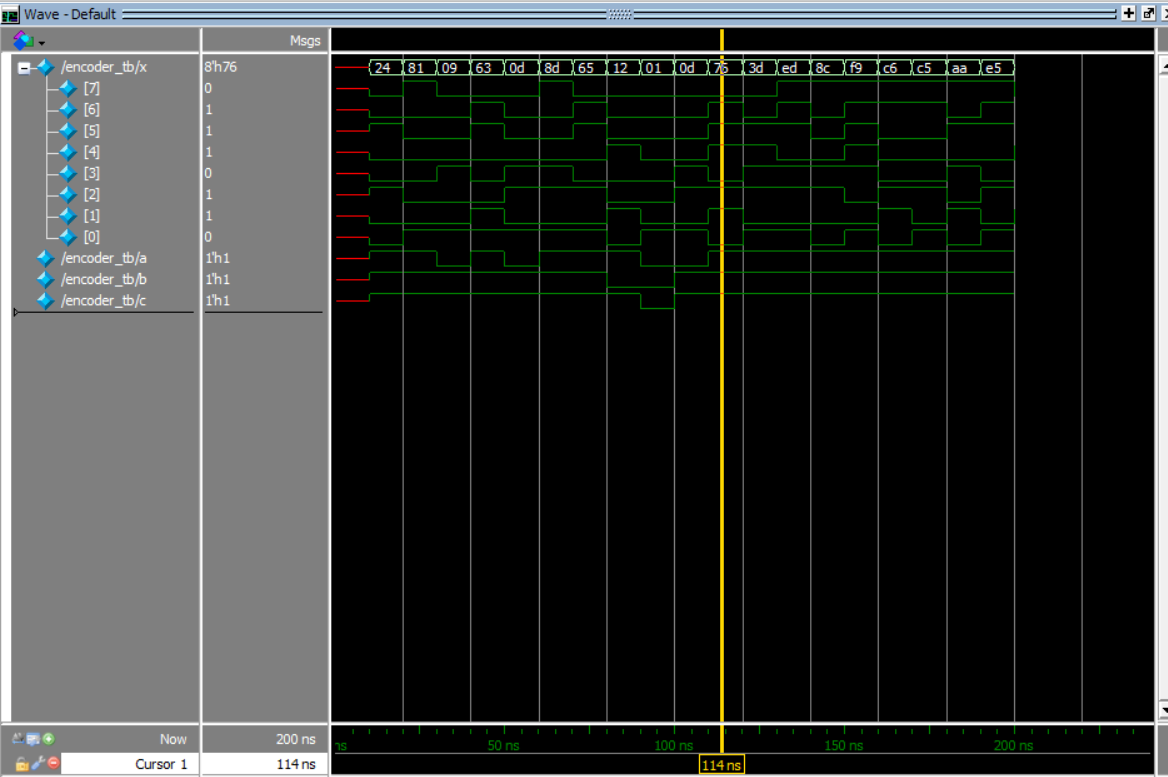 Wave - Default
Msgs
/encoder_tb/x 8'h76 24 81 09 63 0d 8d 65 12 01 0d 76 3d ed 8c f9 c6 c5 aa e5
[7] 0
[6] 1
[5] 1
[4] 1
[3] 0
[2] 1
[1] 1
[0] 0
/encoder_tb/a 1'h1
/encoder_tb/b 1'h1
/encoder_tb/c 1'h1
Now 200 ns ns 50 ns 100 ns 150 ns 200 ns
Cursor 1 114 ns 114 ns